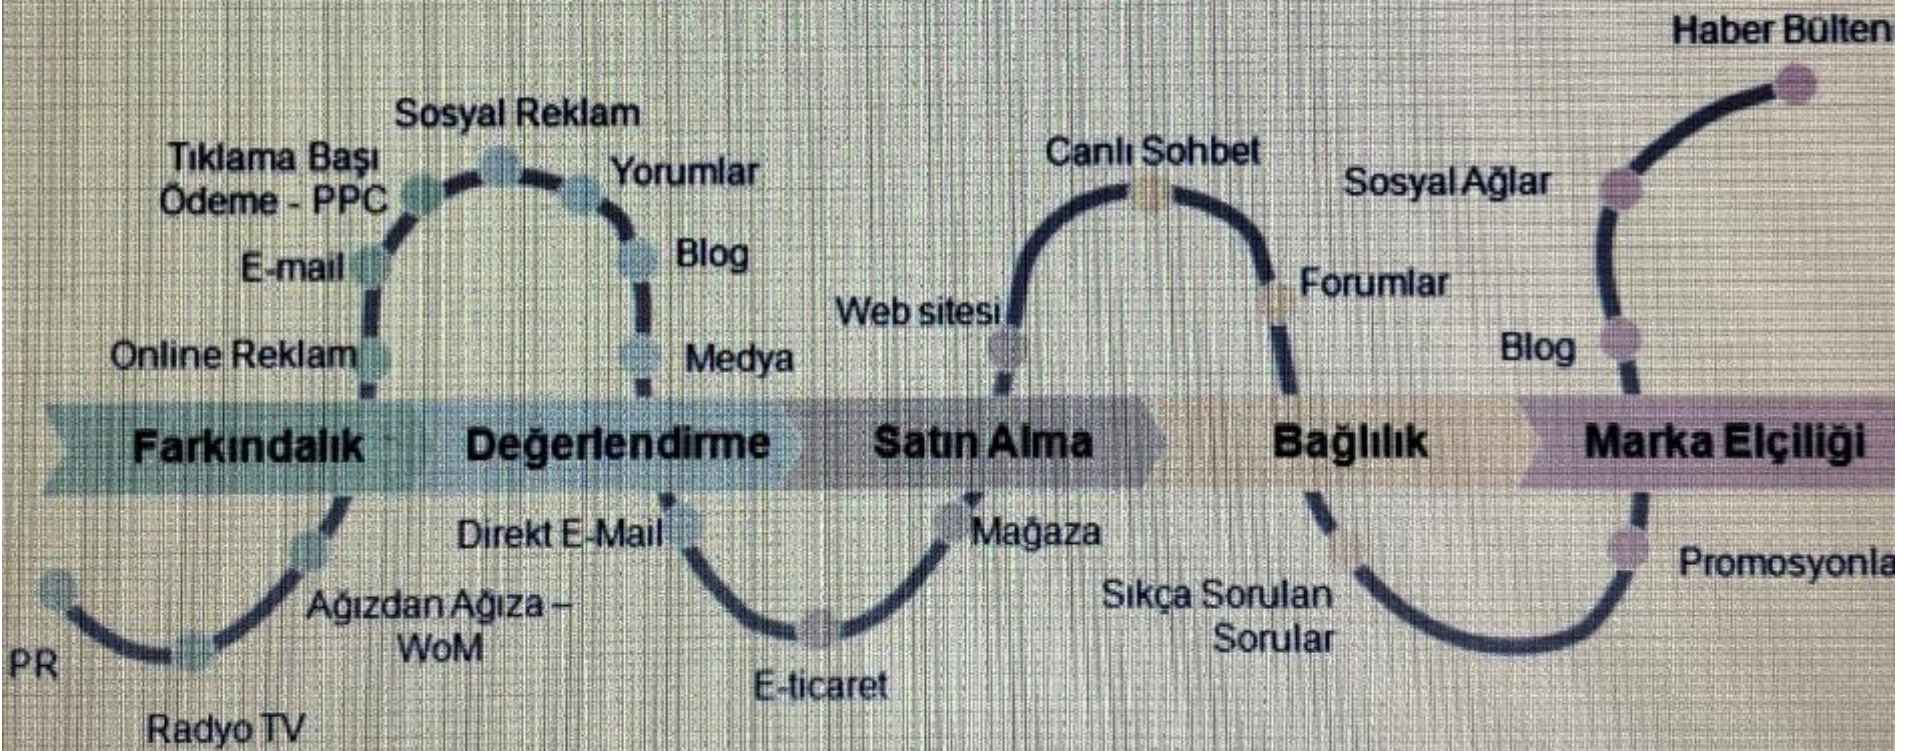 Haber Bülten
Sosyal Reklam
Tıklama Başı
Ödeme - PPC
Yorumlar
Canlı Sohbet
Sosyal Ağlar
E-mail
Blog
Forumlar
Web sitesi
Online Reklam
Medya
Blog
Farkındalık
Değerlendirme
Satın Alma
Bağlılık
Marka Elçiliği
Direkt E-Mail
Mağaza
Promosyonla
Ağızdan Ağıza –
WoM
Sıkça Sorulan
Sorular
PR
E-ticaret
Radyo TV